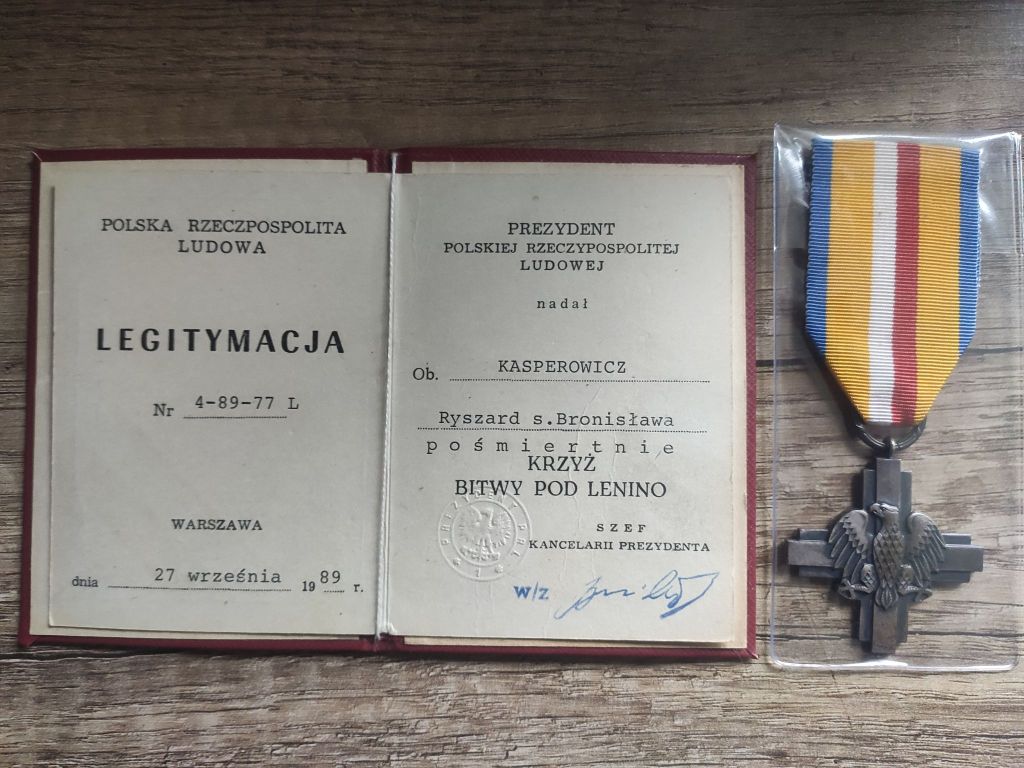 POLSKA RZECZPOSPOLITA
LUDOWA
LEGITYMACJA
Nr 4-89-77 L
WARSZAWA
dnia 27 września 1989 r.
PREZYDENT
POLSKIEJ RZECZYPOSPOLITEJ
LUDOWEJ
nadał
Ob. KASPEROWICZ
Ryszard s.Bronisława
pośmiertnie
KRZYŻ
BITWY POD LENINO
SZEF
KANCELARII PREZYDENTA
W/Z